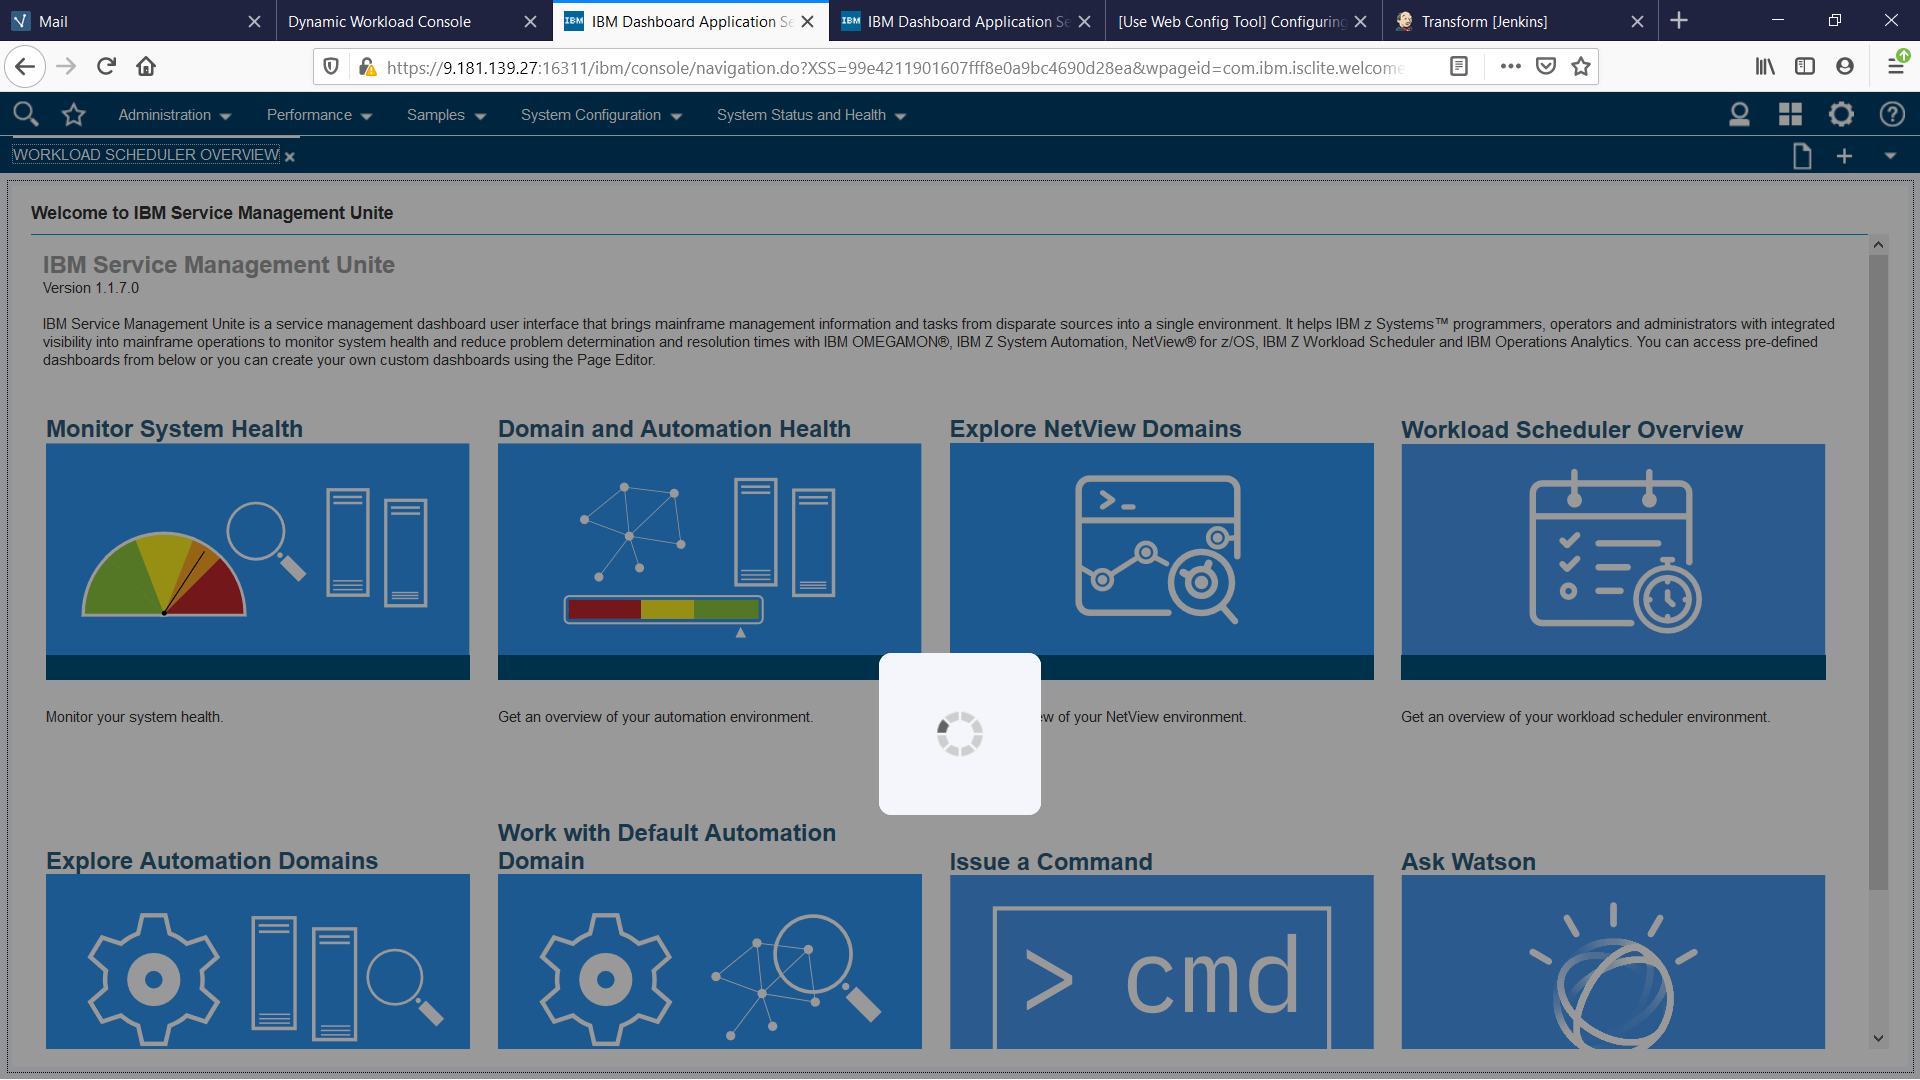 Mail
Dynamic Workload Console
IBM Dashboard Application Se
IBM Dashboard Application Se
[Use Web Config Tool] Configuring
Transform [Jenkins]
https://9.181.139.27:16311/ibm/console/navigation.do?XSS=99e4211901607fff8e0a9bc4690d28ea&wpageid=com.ibm.isclite.welcome
Administration
Performance
Samples
System Configuration
System Status and Health
WORKLOAD SCHEDULER OVERVIEW
Welcome to IBM Service Management Unite
IBM Service Management Unite
Version 1.1.7.0
IBM Service Management Unite is a service management dashboard user interface that brings mainframe management information and tasks from disparate sources into a single environment. It helps IBM z Systems™ programmers, operators and administrators with integrated
visibility into mainframe operations to monitor system health and reduce problem determination and resolution times with IBM OMEGAMON®, IBM Z System Automation, NetView® for z/OS, IBM Z Workload Scheduler and IBM Operations Analytics. You can access pre-defined
dashboards from below or you can create your own custom dashboards using the Page Editor.
Monitor System Health
Domain and Automation Health
Explore NetView Domains
Workload Scheduler Overview
>_
Monitor your system health.
Get an overview of your automation environment.
ew of your NetView environment.
Get an overview of your workload scheduler environment.
Explore Automation Domains
Work with Default Automation
Domain
Issue a Command
Ask Watson
> cmd